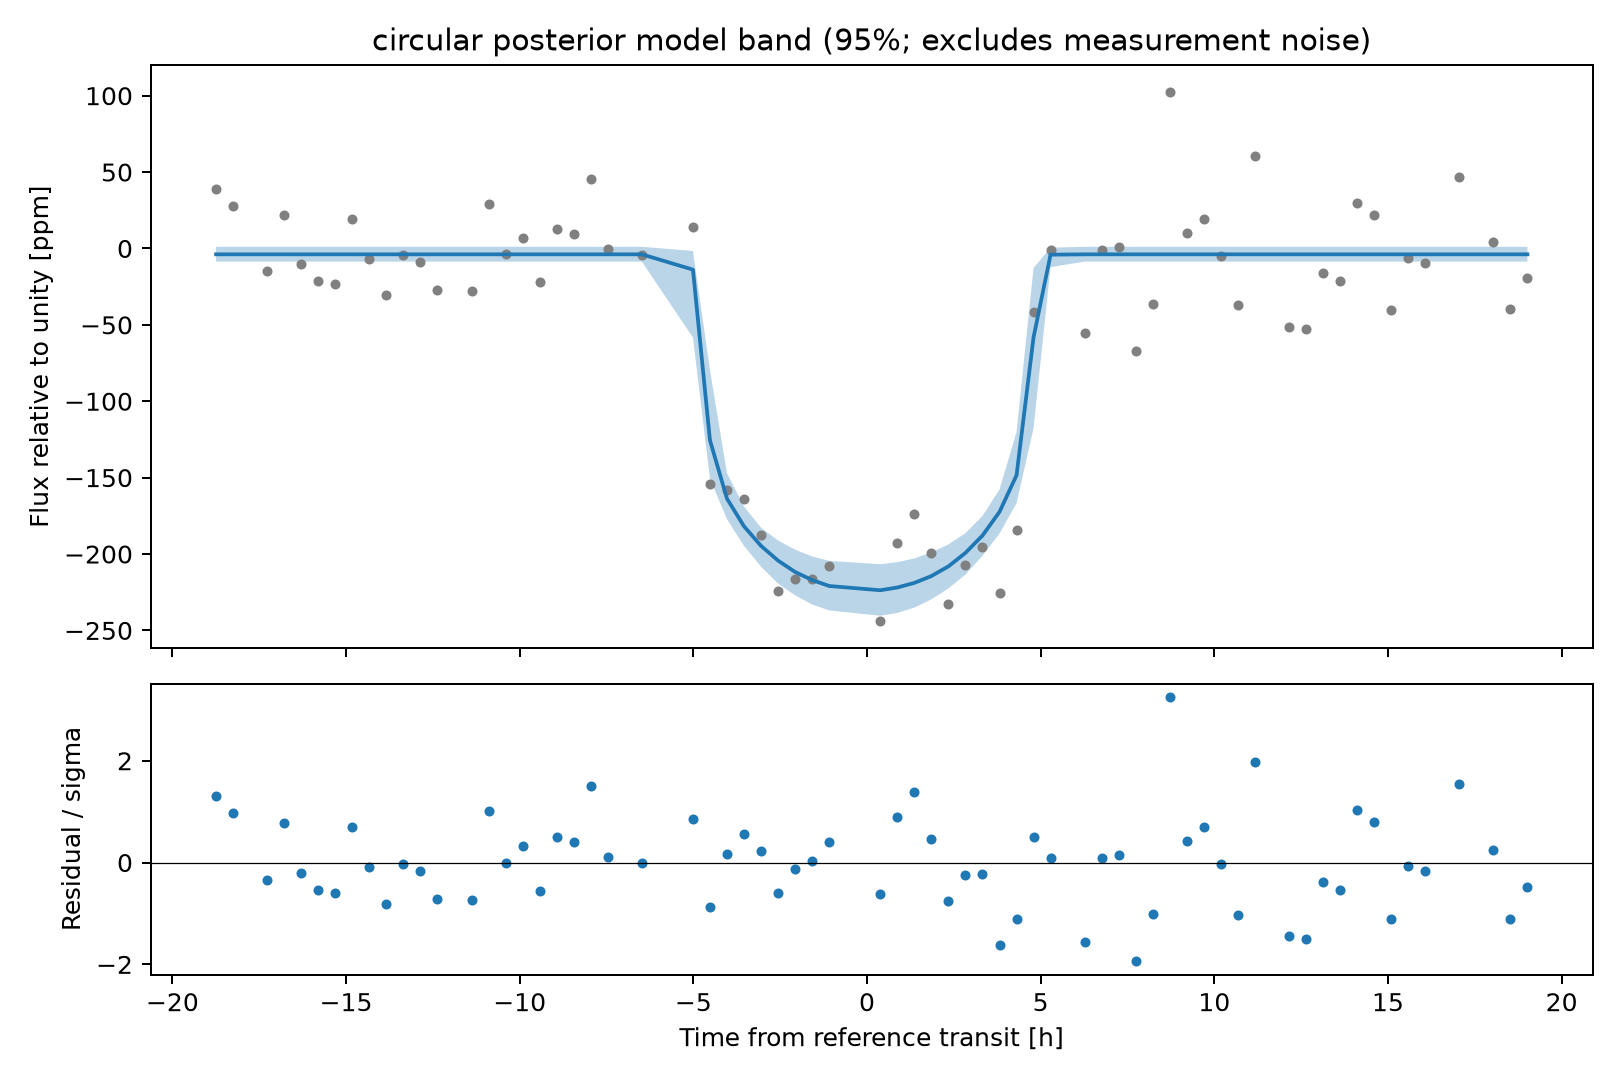 circular posterior model band (95%; excludes measurement noise)
Flux relative to unity [ppm]
100
50
0
−50
−100
−150
−200
−250
Residual / sigma
2
0
−2
−20 −15 −10 −5 0 5 10 15 20
Time from reference transit [h]